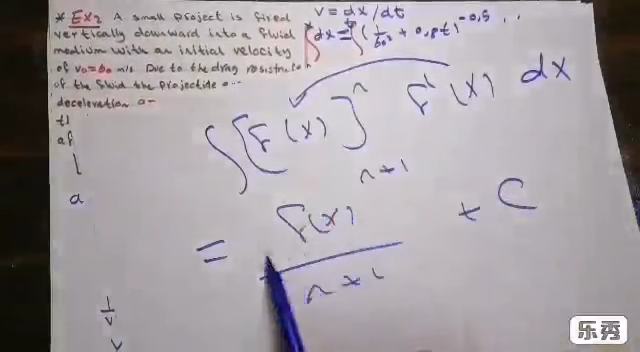 * Ex2 A small project is fired
vertically downward into a fluid
medium with an initial velocity
of v₀=60 m/s. Due to the drag
of the fluid the projectile
deceleration
v = dx/dt
∫dx = ∫(1/60² + 0,8t)^-0,5
∫[f(x)]^n f'(x) dx
= f(x)^n+1 / n+1 + C
1/v
v
乐秀